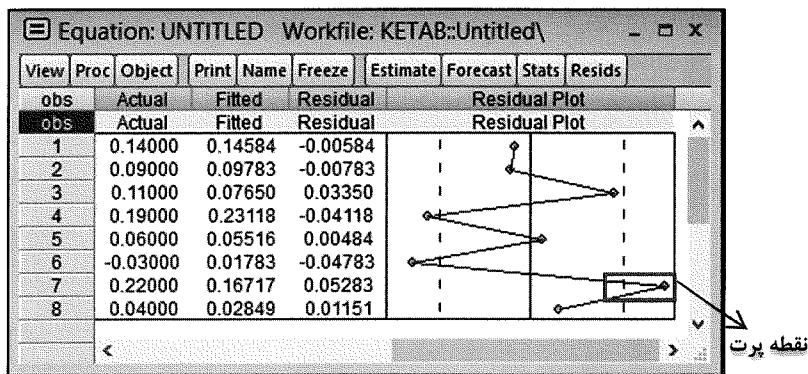 Equation: UNTITLED Workfile: KETAB::Untitled\
View Proc Object Print Name Freeze Estimate Forecast Stats Resids
obs Actual Fitted Residual Residual Plot
obs Actual Fitted Residual Residual Plot
1 0.14000 0.14584 -0.00584
2 0.09000 0.09783 -0.00783
3 0.11000 0.07650 0.03350
4 0.19000 0.23118 -0.04118
5 0.06000 0.05516 0.00484
6 -0.03000 0.01783 -0.04783
7 0.22000 0.16717 0.05283
8 0.04000 0.02849 0.01151
نقطه پرت